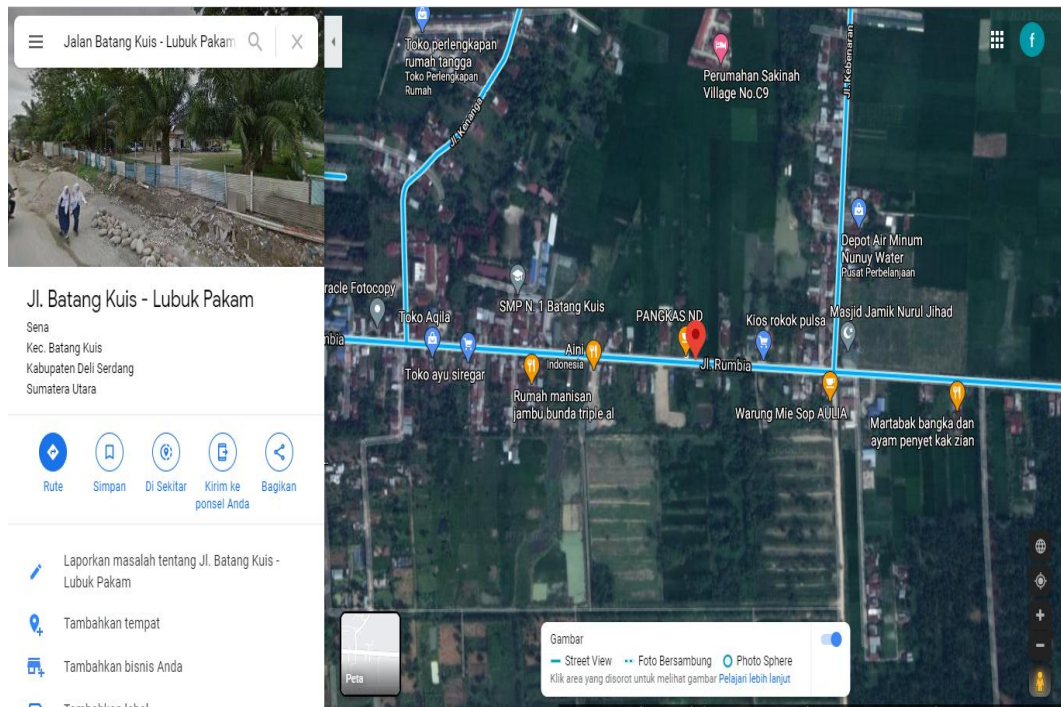 Jalan Batang Kuis - Lubuk Pakam
Jl. Batang Kuis - Lubuk Pakam
Sena
Kec. Batang Kuis
Kabupaten Deli Serdang
Sumatera Utara
Rute
Simpan
Di Sekitar
Kirim ke
ponsel Anda
Bagikan
Laporkan masalah tentang Jl. Batang Kuis -
Lubuk Pakam
Tambahkan tempat
Tambahkan bisnis Anda
Tambahkan label
Toko perlengkapan
rumah tangga
Toko Perlengkapan
Rumah
Jl. Kenanga
Perumahan Sakinah
Village No.C9
Jl. Kebenaran
f
Depot Air Minum
Nunuy Water
Pusat Perbelanjaan
racle Fotocopy
SMP N. 1 Batang Kuis
Toko Aqila
PANGKAS ND
Kios rokok pulsa
Masjid Jamik Nurul Jihad
nbia
Aini
Indonesia
Jl. Rumbia
Toko ayu siregar
Rumah manisan
jambu bunda triple al
Warung Mie Sop AULIA
Martabak bangka dan
ayam penyet kak zian
Peta
Gambar
Street View
Foto Bersambung
Photo Sphere
Klik area yang disorot untuk melihat gambar Pelajari lebih lanjut